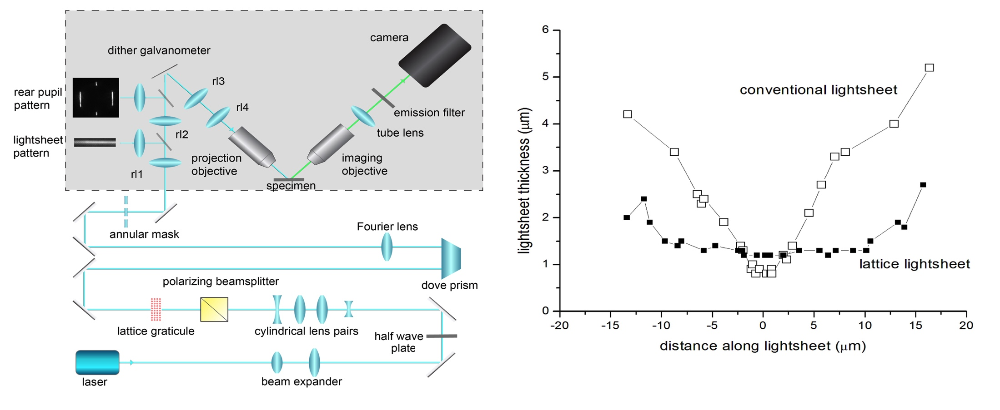 camera
dither galvanometer
rl3
rear pupil
pattern
rl4
emission filter
tube lens
rl2
lightsheet
pattern
projection
objective
imaging
objective
rl1
specimen
annular mask
Fourier lens
dove prism
polarizing beamsplitter
lattice graticule
cylindrical lens pairs
half wave
plate
laser
beam expander
6
5
4
3
2
1
0
lightsheet thickness (μm)
conventional lightsheet
lattice lightsheet
-20 -15 -10 -5 0 5 10 15 20
distance along lightsheet (μm)